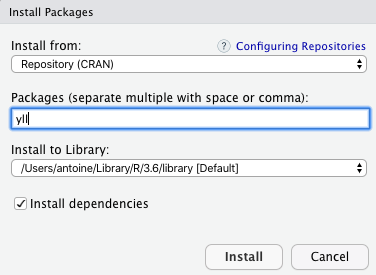 Install Packages
Install from:
? Configuring Repositories
Repository (CRAN)
Packages (separate multiple with space or comma):
yll
Install to Library:
/Users/antoine/Library/R/3.6/library [Default]
Install dependencies
Install
Cancel